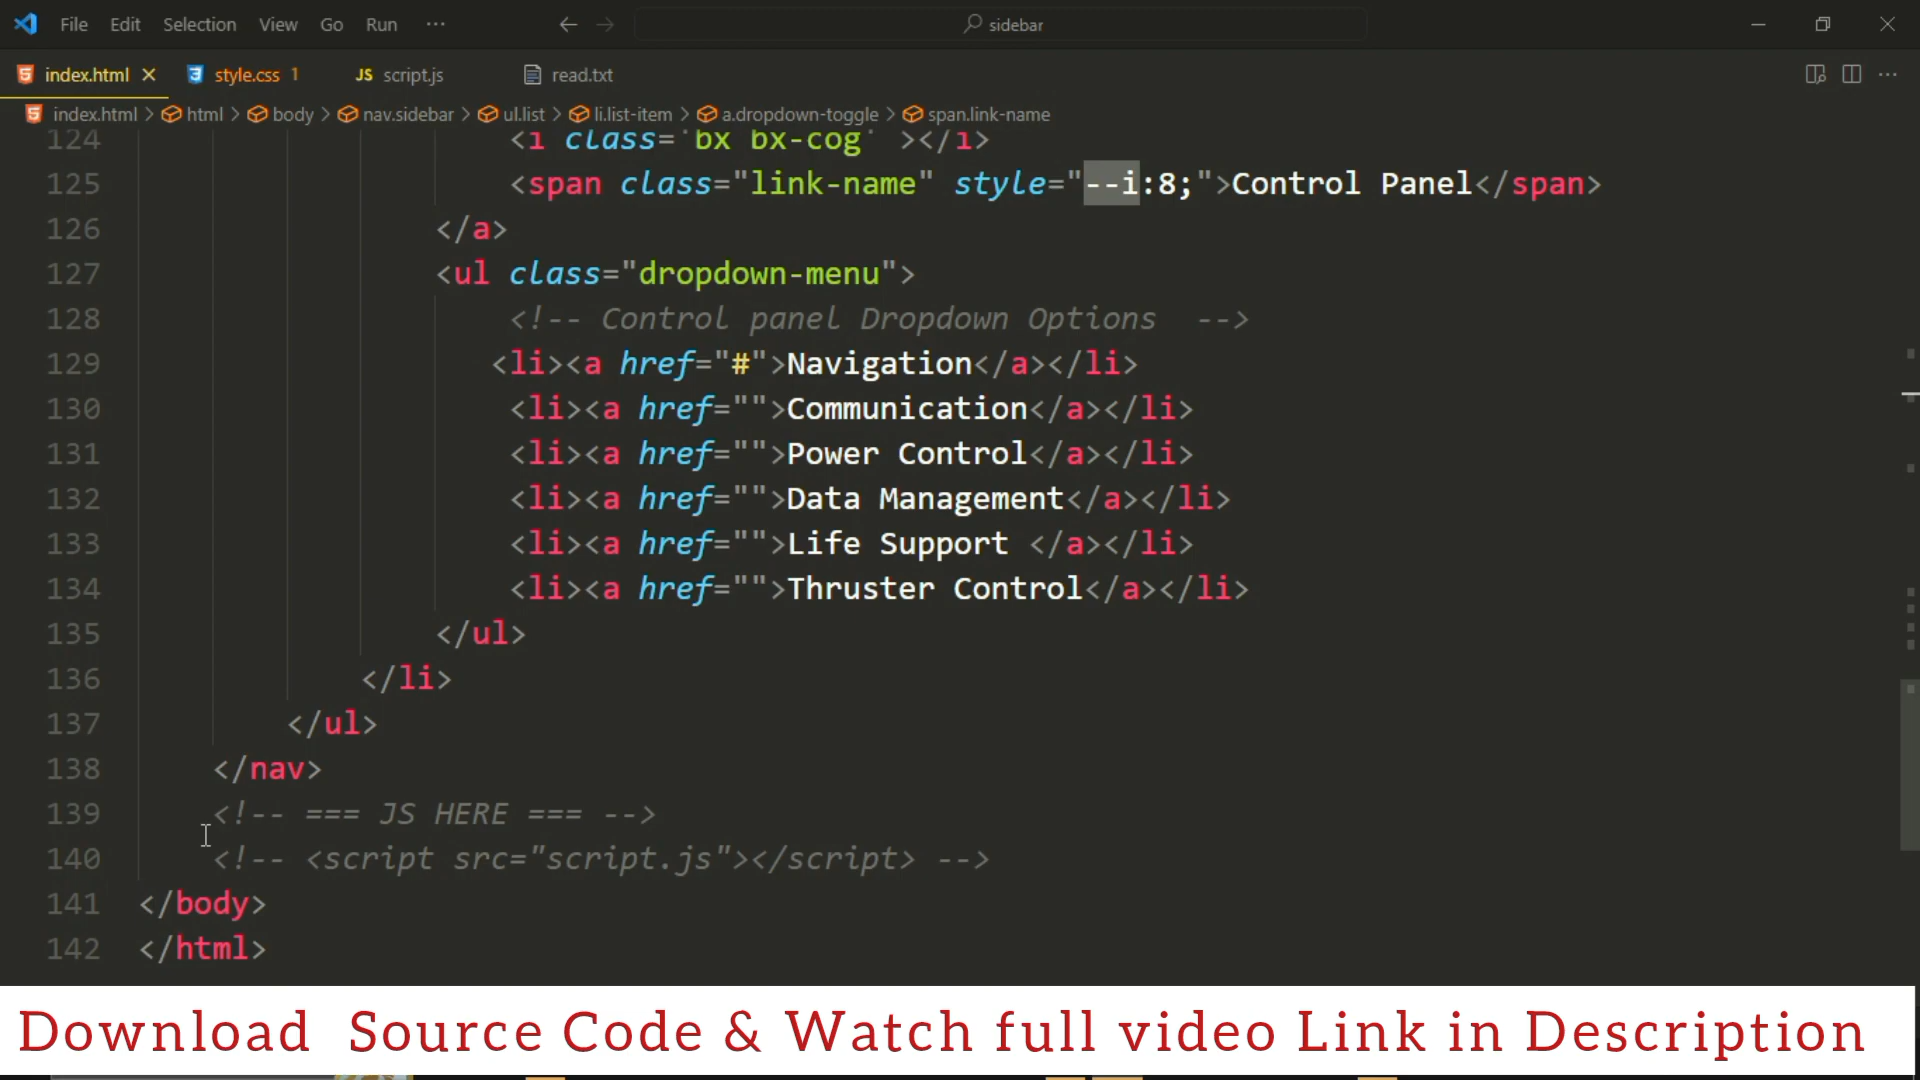 File Edit Selection View Go Run ··· sidebar
index.html style.css 1 JS script.js read.txt
index.html > html > body > nav.sidebar > ul.list > li.list-item > a.dropdown-toggle > span.link-name
124 <i class=`bx bx-cog` ></i>
125 <span class="link-name" style="--i:8;">Control Panel</span>
126 </a>
127 <ul class="dropdown-menu">
128 <!-- Control panel Dropdown Options  -->
129 <li><a href="#">Navigation</a></li>
130 <li><a href="">Communication</a></li>
131 <li><a href="">Power Control</a></li>
132 <li><a href="">Data Management</a></li>
133 <li><a href="">Life Support </a></li>
134 <li><a href="">Thruster Control</a></li>
135 </ul>
136 </li>
137 </ul>
138 </nav>
139 <!-- === JS HERE === -->
140 <!-- <script src="script.js"></script> -->
141 </body>
142 </html>
Download Source Code & Watch full video Link in Description